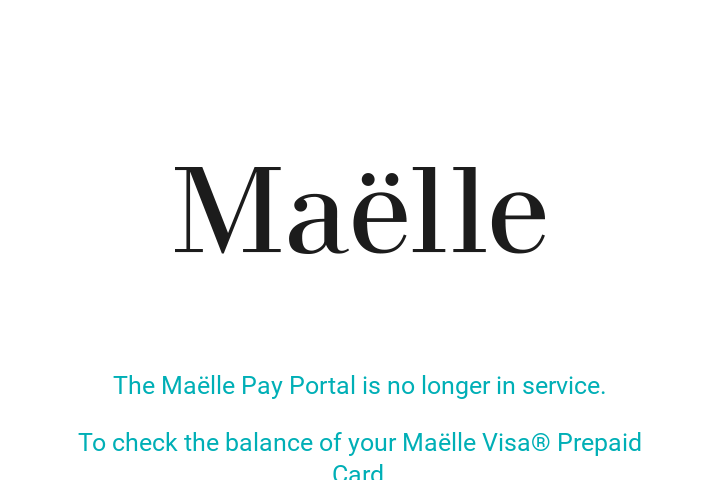 Maëlle
The Maëlle Pay Portal is no longer in service.
To check the balance of your Maëlle Visa® Prepaid
Card